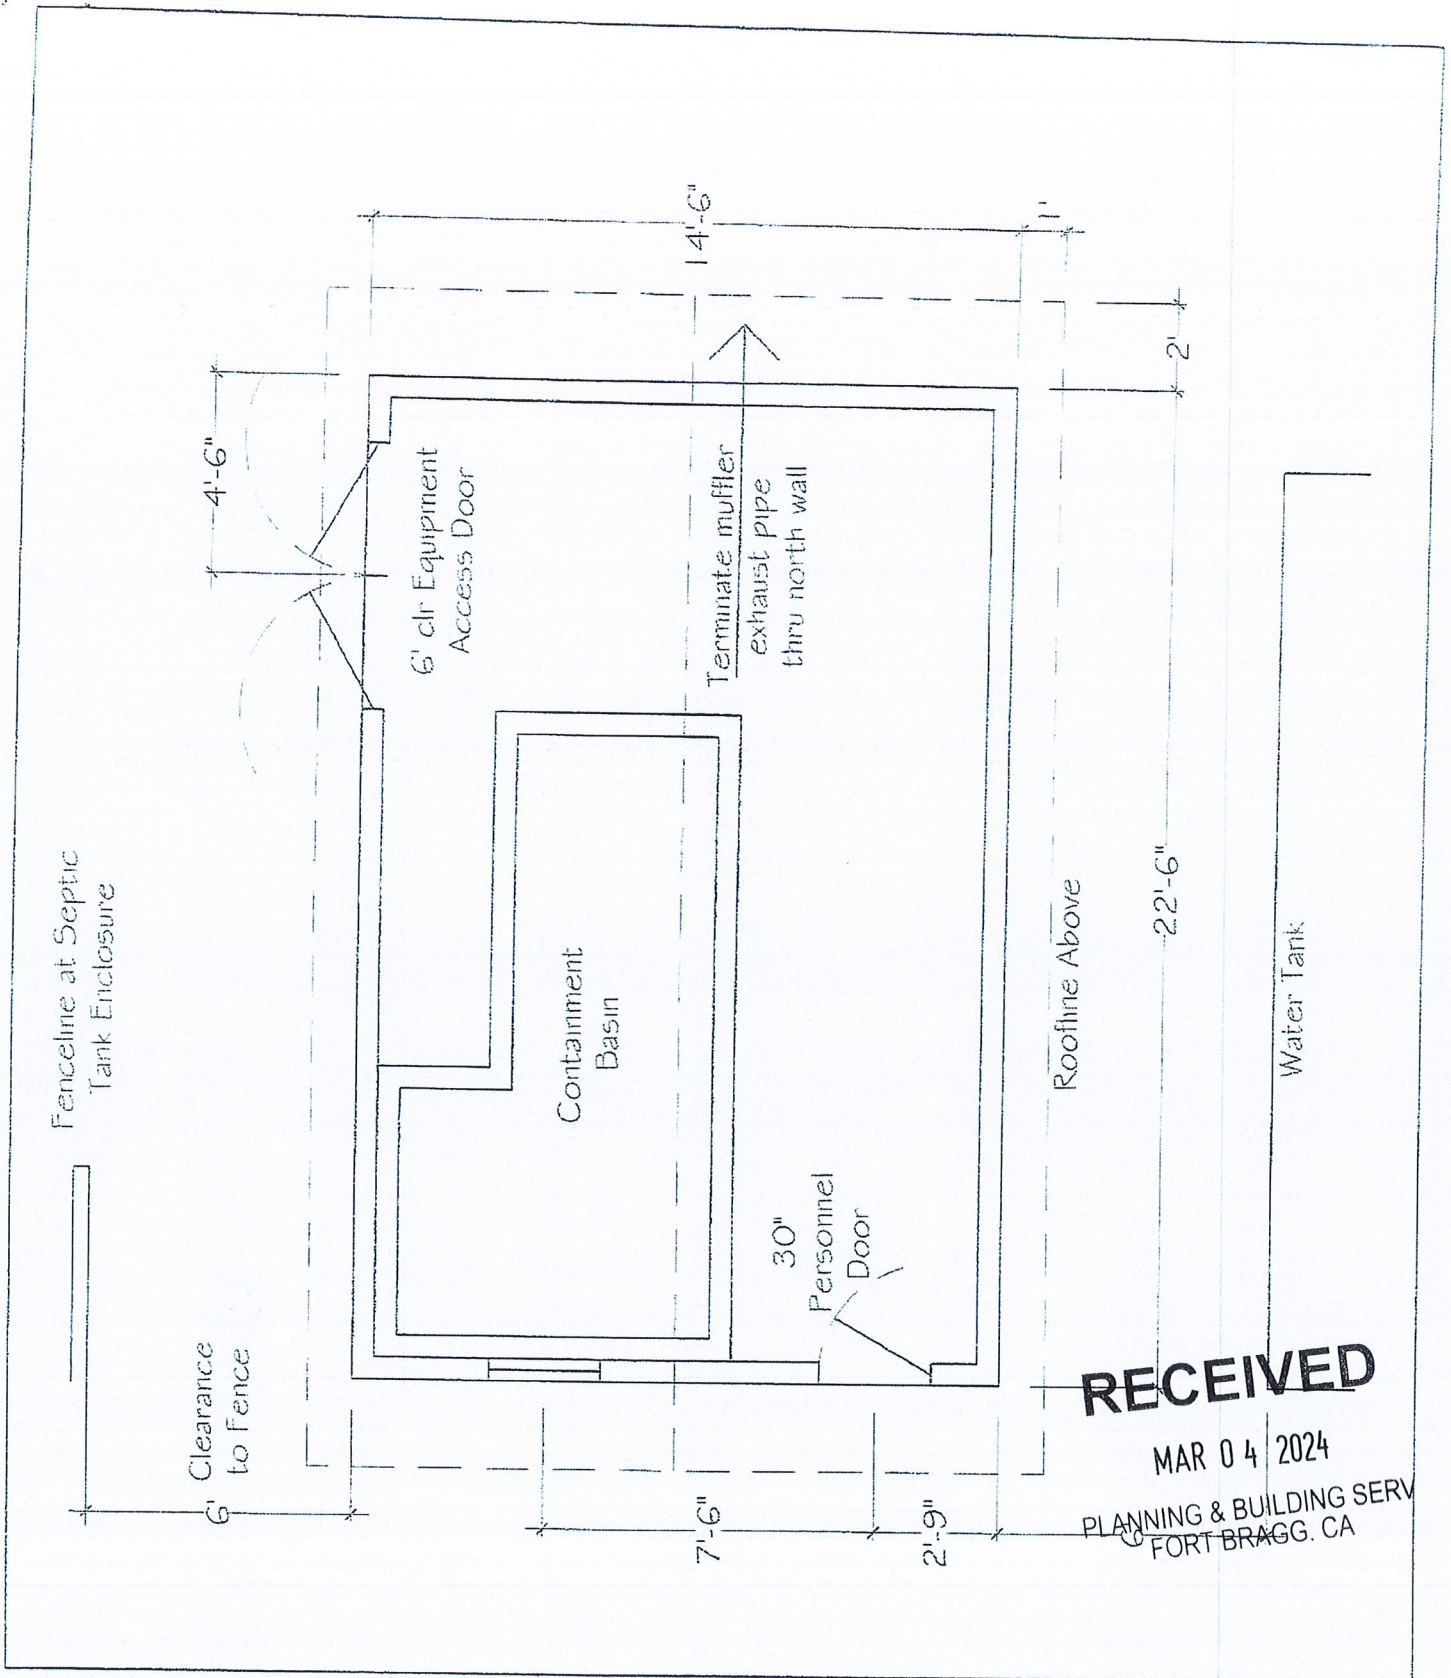 Fenceline at Septic
Tank Enclosure
6'
Clearance
to Fence
4'-6"
6' clr Equipment
Access Door
14'-6"
1'
2'
Terminate muffler
exhaust pipe
thru north wall
Containment
Basin
30"
Personnel
Door
7'-6"
2'-9"
Roofline Above
22'-6"
Water Tank
RECEIVED
MAR 04 2024
PLANNING & BUILDING SERV
FORT BRAGG. CA